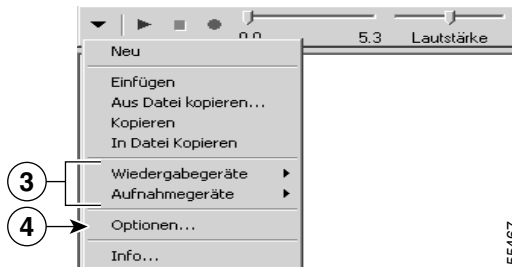 0.0 5.3 Lautstärke
Neu
Einfügen
Aus Datei kopieren...
Kopieren
In Datei Kopieren
3
Wiedergabegeräte
Aufnahmegeräte
4
Optionen...
Info...
55467